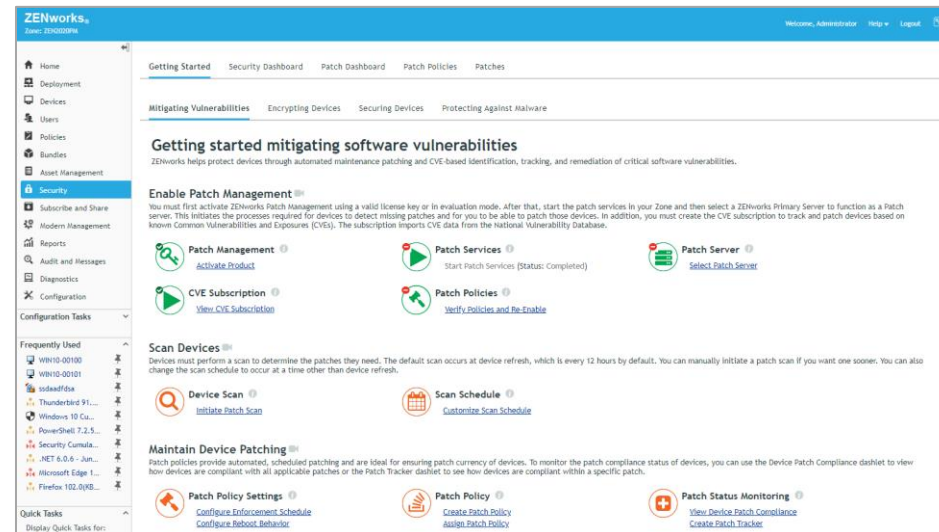 ZENworks®
Zone: ZEN2020PM
Welcome, Administrator Help Logout
Home
Deployment
Devices
Users
Policies
Bundles
Asset Management
Security
Subscribe and Share
Modern Management
Reports
Audit and Messages
Diagnostics
Configuration
Configuration Tasks
Frequently Used
WIN10-00100
WIN10-00101
ssdaadfdsa
Thunderbird 91....
Windows 10 Cu...
PowerShell 7.2.5...
Security Cumula...
.NET 6.0.6 - Jun...
Microsoft Edge 1...
Firefox 102.0(KB...
Quick Tasks
Display Quick Tasks for:
Getting Started Security Dashboard Patch Dashboard Patch Policies Patches
Mitigating Vulnerabilities Encrypting Devices Securing Devices Protecting Against Malware
Getting started mitigating software vulnerabilities
ZENworks helps protect devices through automated maintenance patching and CVE-based identification, tracking, and remediation of critical software vulnerabilities.
Enable Patch Management
You must first activate ZENworks Patch Management using a valid license key or in evaluation mode. After that, start the patch services in your Zone and then select a ZENworks Primary Server to function as a Patch
server. This initiates the processes required for devices to detect missing patches and for you to be able to patch those devices. In addition, you must create the CVE subscription to track and patch devices based on
known Common Vulnerabilities and Exposures (CVEs). The subscription imports CVE data from the National Vulnerability Database.
Patch Management
Activate Product
Patch Services
Start Patch Services (Status: Completed)
Patch Server
Select Patch Server
CVE Subscription
View CVE Subscription
Patch Policies
Verify Policies and Re-Enable
Scan Devices
Devices must perform a scan to determine the patches they need. The default scan occurs at device refresh, which is every 12 hours by default. You can manually initiate a patch scan if you want one sooner. You can also
change the scan schedule to occur at a time other than device refresh.
Device Scan
Initiate Patch Scan
Scan Schedule
Customize Scan Schedule
Maintain Device Patching
Patch policies provide automated, scheduled patching and are ideal for ensuring patch currency of devices. To monitor the patch compliance status of devices, you can use the Device Patch Compliance dashlet to view
how devices are compliant with all applicable patches or the Patch Tracker dashlet to see how devices are compliant within a specific patch.
Patch Policy Settings
Configure Enforcement Schedule
Configure Reboot Behavior
Patch Policy
Create Patch Policy
Assign Patch Policy
Patch Status Monitoring
View Device Patch Compliance
Create Patch Tracker